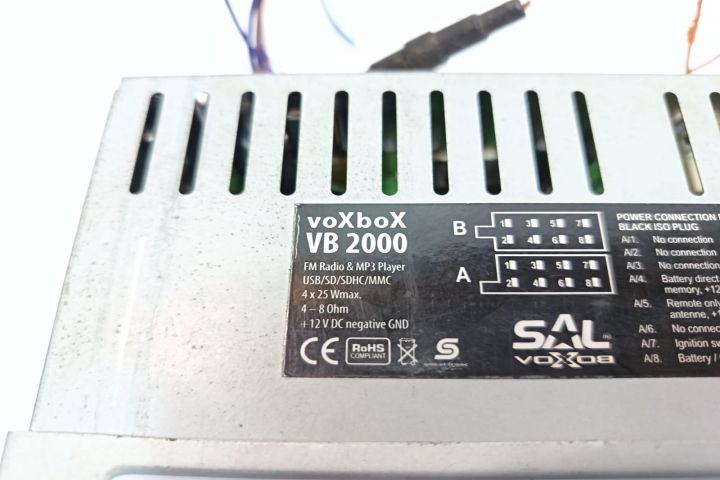 voXboX
VB 2000
FM Radio & MP3 Player
USB/SD/SDHC/MMC
4 x 25 Wmax.
4 – 8 Ohm
+12 V DC negative GND
CE
RoHS
COMPLIANT
B
1 3 5 7
2 4 6 8
A
1 3 5 7
2 4 6 8
SAL
VOXBOX
POWER CONNECTION
BLACK ISO PLUG
A/1. No connection
A/2. No connection
A/3. No connection
A/4. Battery direct
memory, +12
A/5. Remote only
antenne, +1
A/6. No connec
A/7. Ignition sw
A/8. Battery /